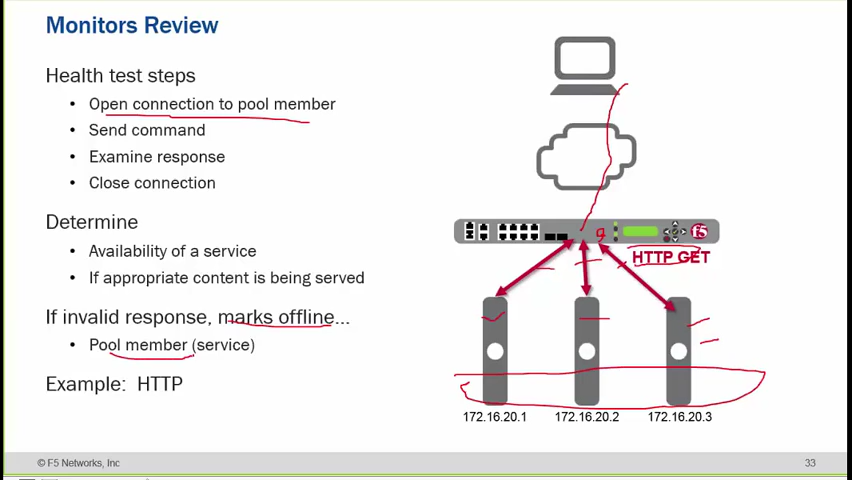 Monitors Review
Health test steps
• Open connection to pool member
• Send command
• Examine response
• Close connection
Determine
• Availability of a service
• If appropriate content is being served
If invalid response, marks offline...
• Pool member (service)
Example: HTTP
f5
HTTP GET
172.16.20.1 172.16.20.2 172.16.20.3
© F5 Networks, Inc 33